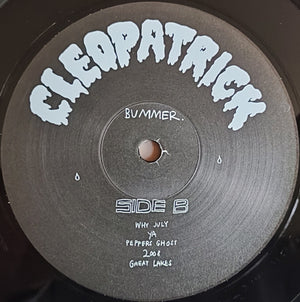 CLEOPATRICK
BUMMER.
SIDE B
WHY JULY
YA
PEPPERS GHOST
2008
GREAT LAKES